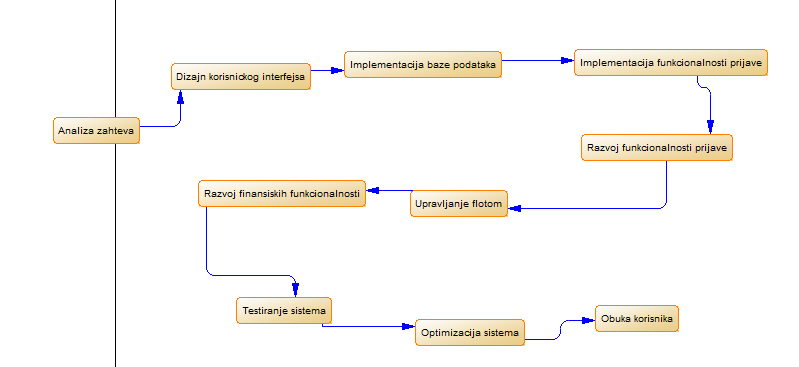 Analiza zahteva
Dizajn korisnickog interfejsa
Implementacija baze podataka
Implementacija funkcionalnosti prijave
Razvoj funkcionalnosti prijave
Upravljanje flotom
Razvoj finansiskih funkcionalnosti
Testiranje sistema
Optimizacija sistema
Obuka korisnika